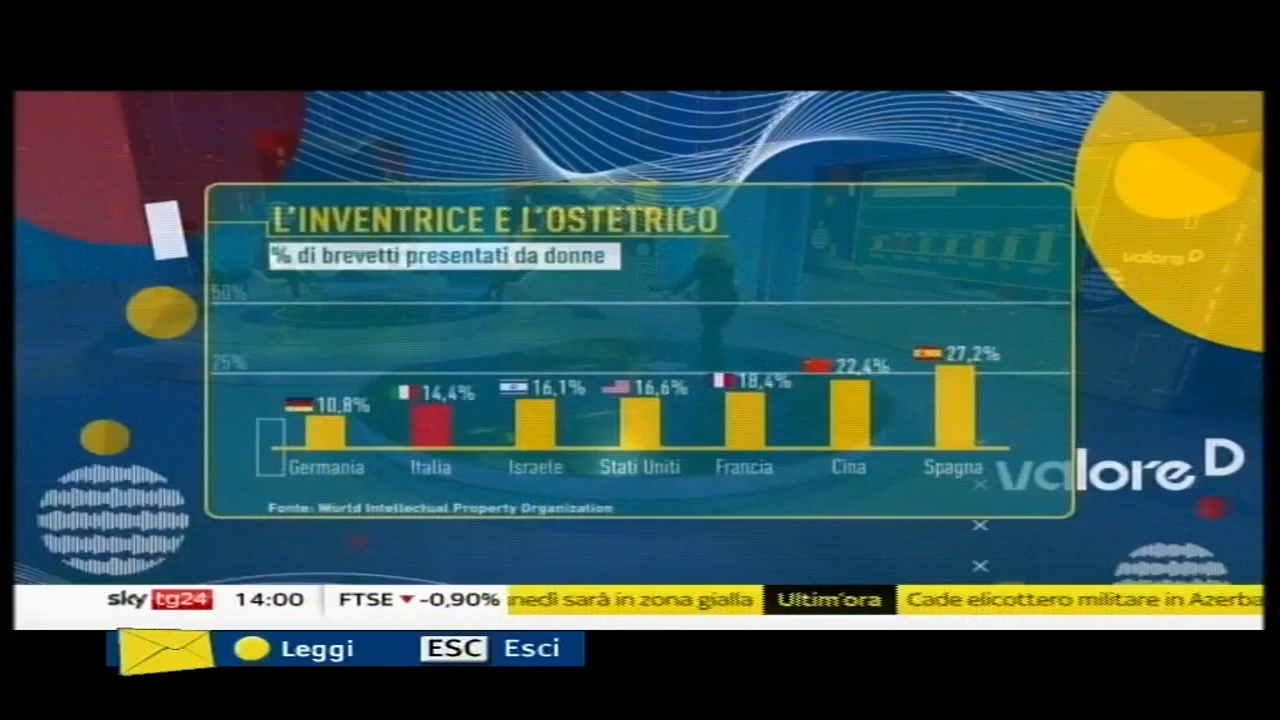 L'INVENTRICE E L'OSTETRICO
% di brevetti presentati da donne
valoreD
50%
25%
10,8%
14,4%
16,1%
16,6%
18,4%
22,4%
27,2%
Germania
Italia
Israele
Stati Uniti
Francia
Cina
Spagna
valoreD
Fonte: World Intellectual Property Organization
sky tg24 14:00 FTSE ▼ -0,90% nedì sarà in zona gialla Ultim'ora Cade elicottero militare in Azerba
Leggi ESC Esci